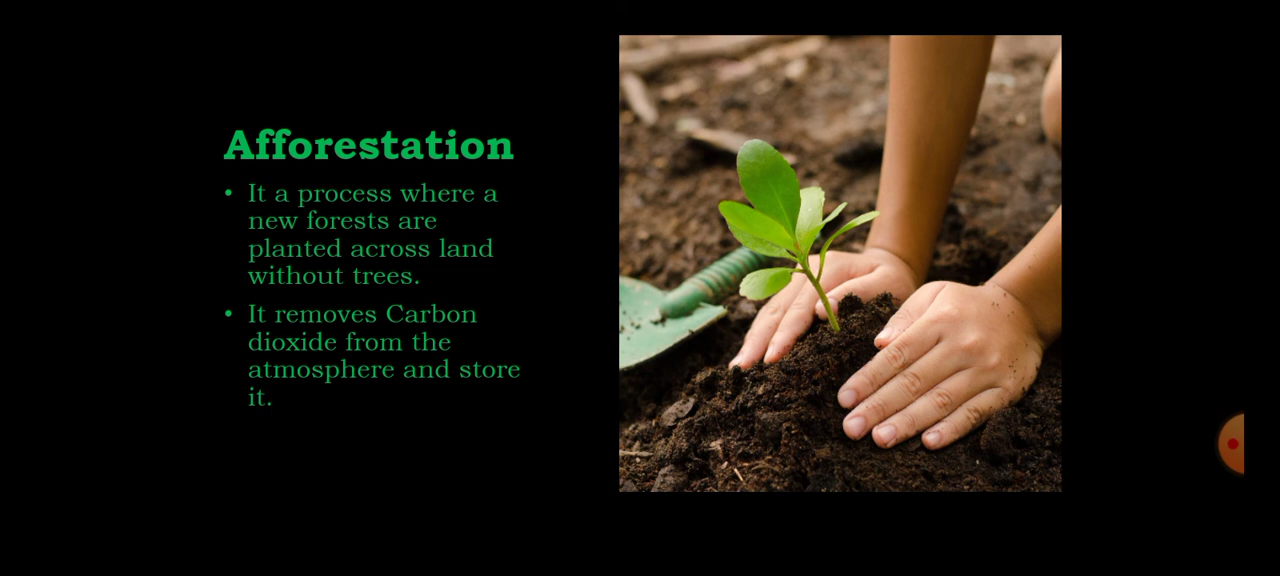 Afforestation
• It a process where a
new forests are
planted across land
without trees.
• It removes Carbon
dioxide from the
atmosphere and store
it.